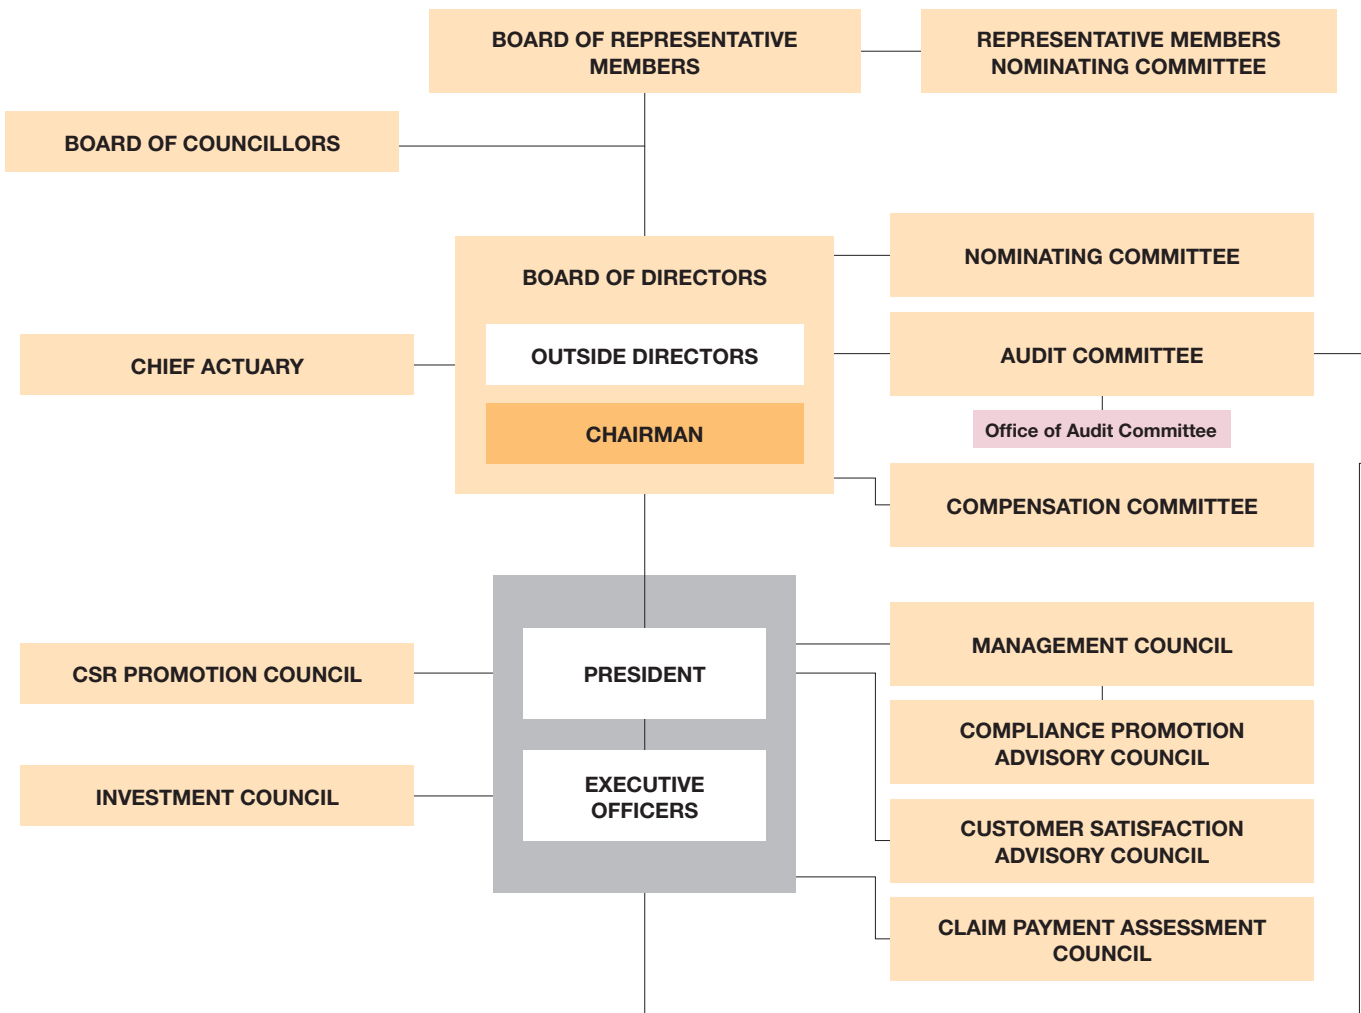 BOARD OF REPRESENTATIVE
MEMBERS
REPRESENTATIVE MEMBERS
NOMINATING COMMITTEE
BOARD OF COUNCILLORS
BOARD OF DIRECTORS
NOMINATING COMMITTEE
OUTSIDE DIRECTORS
CHIEF ACTUARY
AUDIT COMMITTEE
CHAIRMAN
Office of Audit Committee
COMPENSATION COMMITTEE
CSR PROMOTION COUNCIL
PRESIDENT
MANAGEMENT COUNCIL
COMPLIANCE PROMOTION
ADVISORY COUNCIL
INVESTMENT COUNCIL
EXECUTIVE
OFFICERS
CUSTOMER SATISFACTION
ADVISORY COUNCIL
CLAIM PAYMENT ASSESSMENT
COUNCIL